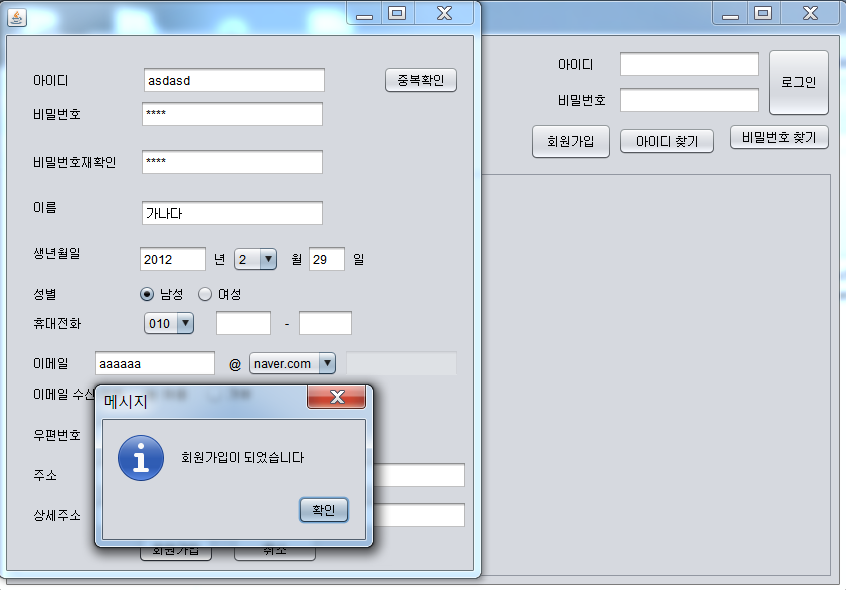 아이디 asdasd 중복확인
비밀번호 ****
비밀번호재확인 ****
이름 가나다
생년월일 2012 년 2 월 29 일
성별 남성 여성
휴대전화 010 -
이메일 aaaaaa @ naver.com
이메일 수신
우편번호
주소
상세주소
회원가입 취소
메시지
회원가입이 되었습니다
확인
아이디
비밀번호
로그인
회원가입 아이디 찾기 비밀번호 찾기